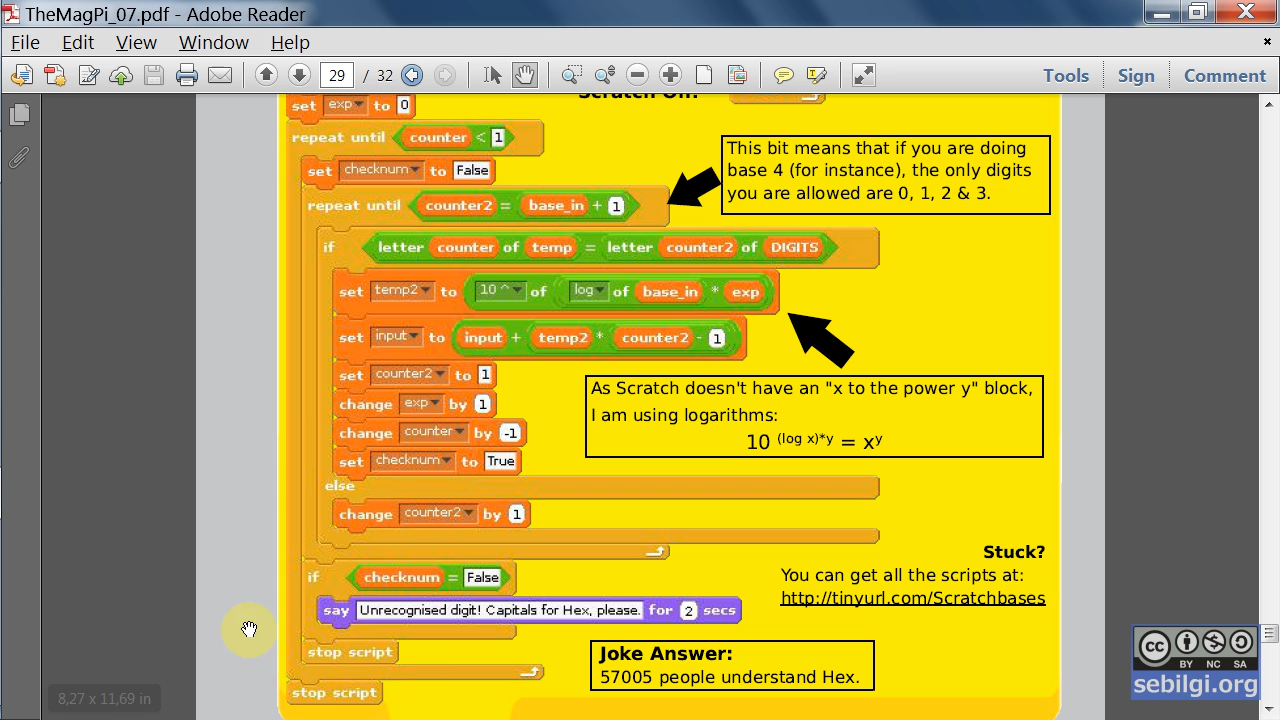 TheMagPi_07.pdf - Adobe Reader
File Edit View Window Help
29 / 32
Tools Sign Comment
set exp to 0
Scratch On!
repeat until counter < 1
set checknum to False
This bit means that if you are doing
base 4 (for instance), the only digits
you are allowed are 0, 1, 2 & 3.
repeat until counter2 = base_in + 1
if letter counter of temp = letter counter2 of DIGITS
set temp2 to 10 ^ of log of base_in * exp
set input to input + temp2 * counter2 - 1
set counter2 to 1
As Scratch doesn't have an "x to the power y" block,
I am using logarithms:
10 (log x)*y = xy
change exp by 1
change counter by -1
set checknum to True
else
change counter2 by 1
Stuck?
You can get all the scripts at:
http://tinyurl.com/Scratchbases
if checknum = False
say Unrecognised digit! Capitals for Hex, please. for 2 secs
stop script
Joke Answer:
57005 people understand Hex.
stop script
8,27 x 11,69 in
cc BY NC SA
sebilgi.org